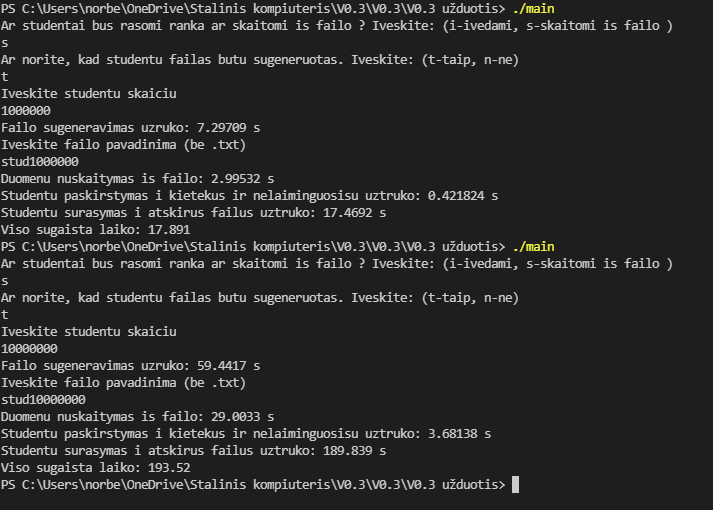 PS C:\Users\norbe\OneDrive\Stalinis kompiuteris\V0.3\V0.3\V0.3 užduotis> ./main
Ar studentai bus rasomi ranka ar skaitomi is failo ? Iveskite: (i-ivedami, s-skaitomi is failo )
s
Ar norite, kad studentu failas butu sugeneruotas. Iveskite: (t-taip, n-ne)
t
Iveskite studentu skaiciu
1000000
Failo sugeneravimas uzruko: 7.29709 s
Iveskite failo pavadinima (be .txt)
stud1000000
Duomenu nuskaitymas is failo: 2.99532 s
Studentu paskirstymas i kietekus ir nelaiminguosisu uztruko: 0.421824 s
Studentu surasymas i atskirus failus uztruko: 17.4692 s
Viso sugaista laiko: 17.891
PS C:\Users\norbe\OneDrive\Stalinis kompiuteris\V0.3\V0.3\V0.3 užduotis> ./main
Ar studentai bus rasomi ranka ar skaitomi is failo ? Iveskite: (i-ivedami, s-skaitomi is failo )
s
Ar norite, kad studentu failas butu sugeneruotas. Iveskite: (t-taip, n-ne)
t
Iveskite studentu skaiciu
10000000
Failo sugeneravimas uzruko: 59.4417 s
Iveskite failo pavadinima (be .txt)
stud10000000
Duomenu nuskaitymas is failo: 29.0033 s
Studentu paskirstymas i kietekus ir nelaiminguosisu uztruko: 3.68138 s
Studentu surasymas i atskirus failus uztruko: 189.839 s
Viso sugaista laiko: 193.52
PS C:\Users\norbe\OneDrive\Stalinis kompiuteris\V0.3\V0.3\V0.3 užduotis>